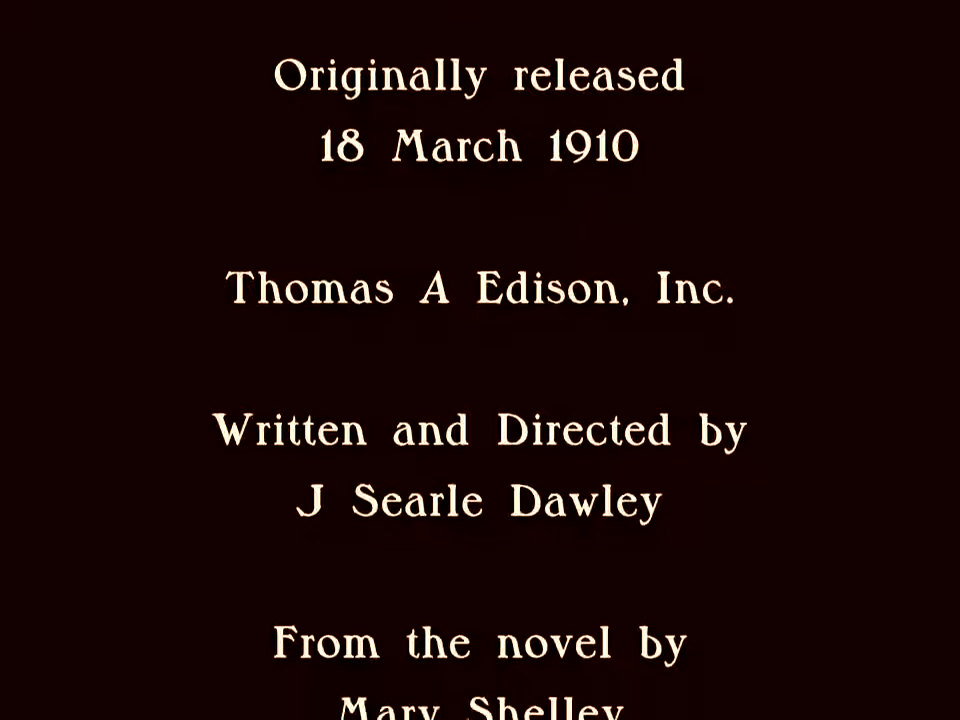 Originally released
18 March 1910
Thomas A Edison, Inc.
Written and Directed by
J Searle Dawley
From the novel by
Mary Shelley